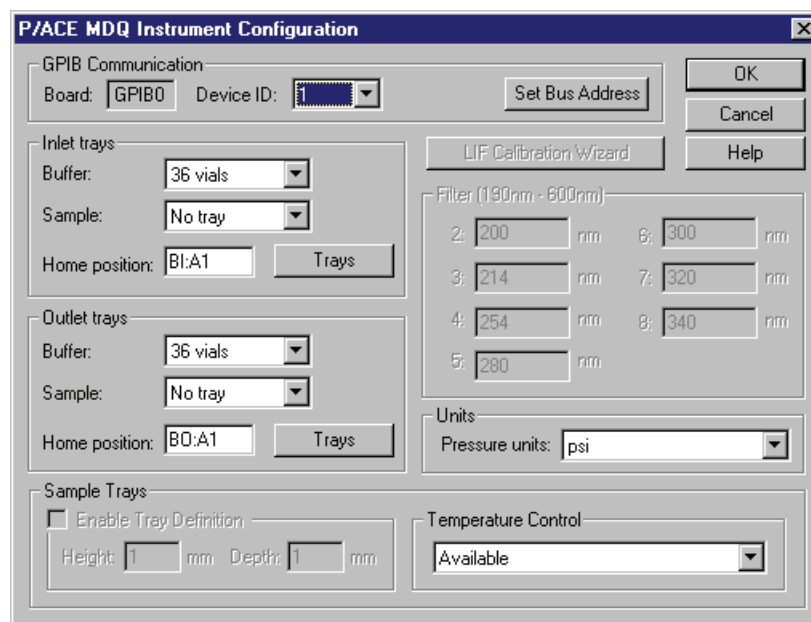 P/ACE MDQ Instrument Configuration
GPIB Communication
Board: GPIB0 Device ID: 1 Set Bus Address
OK
Cancel
Help
Inlet trays
Buffer: 36 vials
Sample: No tray
Home position: BI:A1 Trays
LIF Calibration Wizard
Filter (190nm - 600nm)
2: 200 nm 6: 300 nm
3: 214 nm 7: 320 nm
4: 254 nm 8: 340 nm
5: 280 nm
Outlet trays
Buffer: 36 vials
Sample: No tray
Home position: BO:A1 Trays
Units
Pressure units: psi
Sample Trays
Enable Tray Definition
Height: 1 mm Depth: 1 mm
Temperature Control
Available